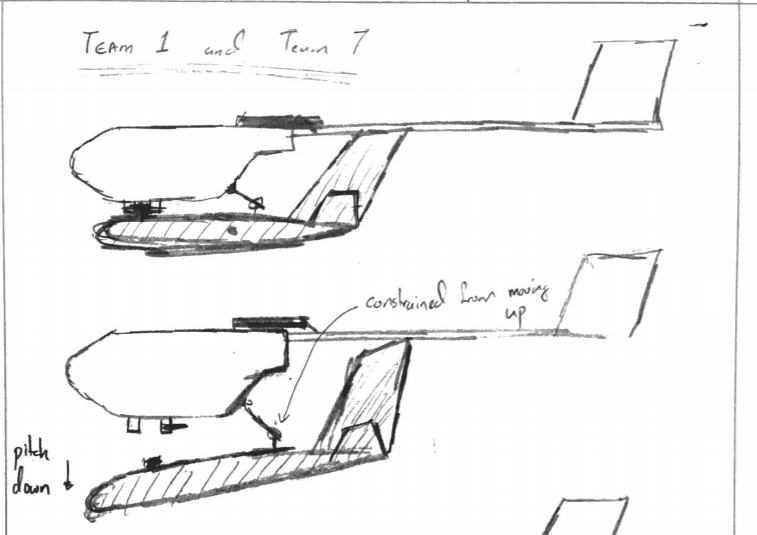 TEAM 1 and Team 7
constrained from moving
up
pitch
down